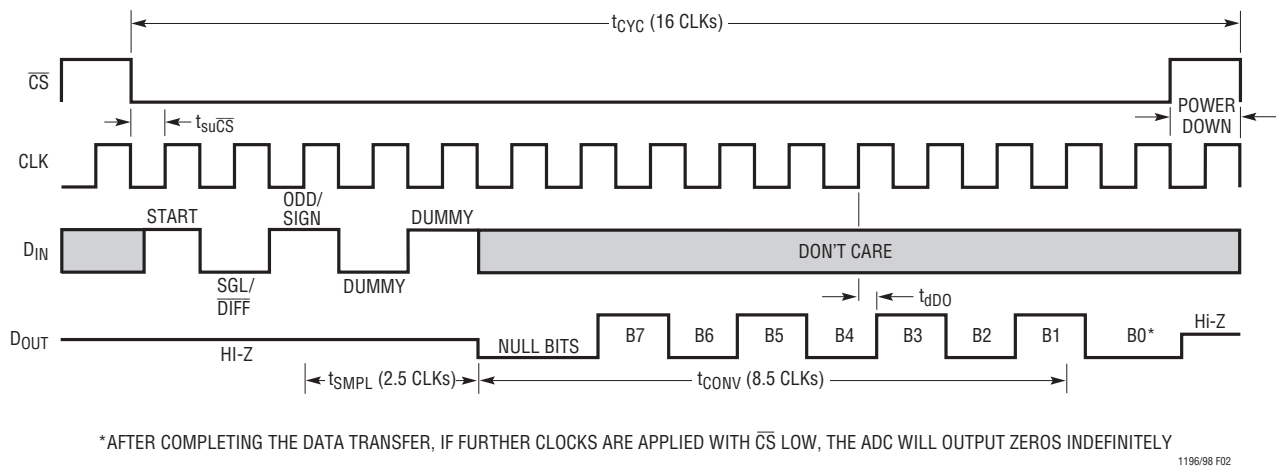 tCYC (16 CLKs)
CS
POWER
DOWN
tsuCS
CLK
ODD/
SIGN
START
DUMMY
DIN
DON'T CARE
SGL/
DIFF
DUMMY
tdDO
DOUT
HI-Z
NULL BITS
B7
B6
B5
B4
B3
B2
B1
B0*
Hi-Z
tSMPL (2.5 CLKs)
tCONV (8.5 CLKs)
*AFTER COMPLETING THE DATA TRANSFER, IF FURTHER CLOCKS ARE APPLIED WITH CS LOW, THE ADC WILL OUTPUT ZEROS INDEFINITELY
1196/98 F02